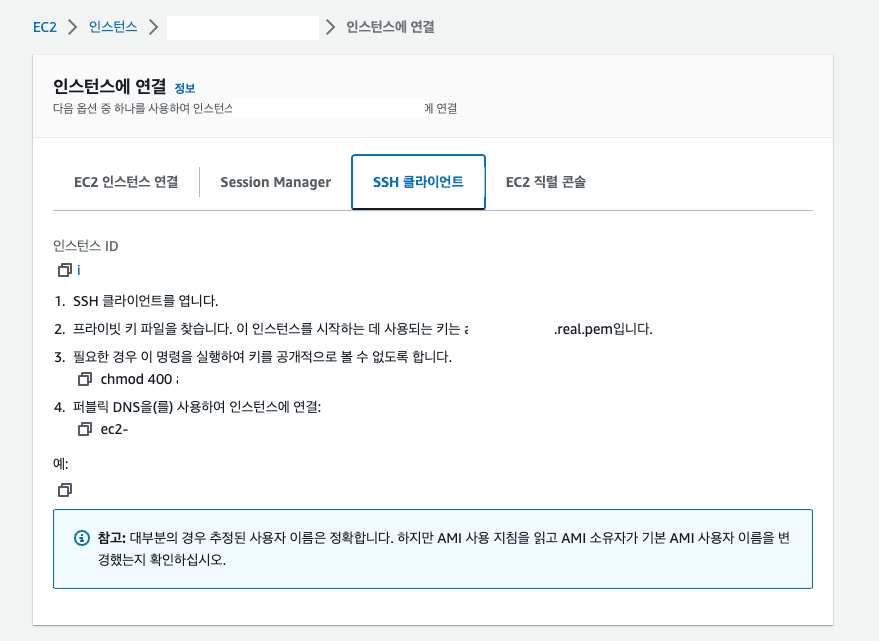 EC2 > 인스턴스 > > 인스턴스에 연결
인스턴스에 연결 정보
다음 옵션 중 하나를 사용하여 인스턴스 에 연결
EC2 인스턴스 연결 Session Manager SSH 클라이언트 EC2 직렬 콘솔
인스턴스 ID
i
1. SSH 클라이언트를 엽니다.
2. 프라이빗 키 파일을 찾습니다. 이 인스턴스를 시작하는 데 사용되는 키는 .real.pem입니다.
3. 필요한 경우 이 명령을 실행하여 키를 공개적으로 볼 수 없도록 합니다.
chmod 400
4. 퍼블릭 DNS을(를) 사용하여 인스턴스에 연결:
ec2-
예:
참고: 대부분의 경우 추정된 사용자 이름은 정확합니다. 하지만 AMI 사용 지침을 읽고 AMI 소유자가 기본 AMI 사용자 이름을 변
경했는지 확인하십시오.